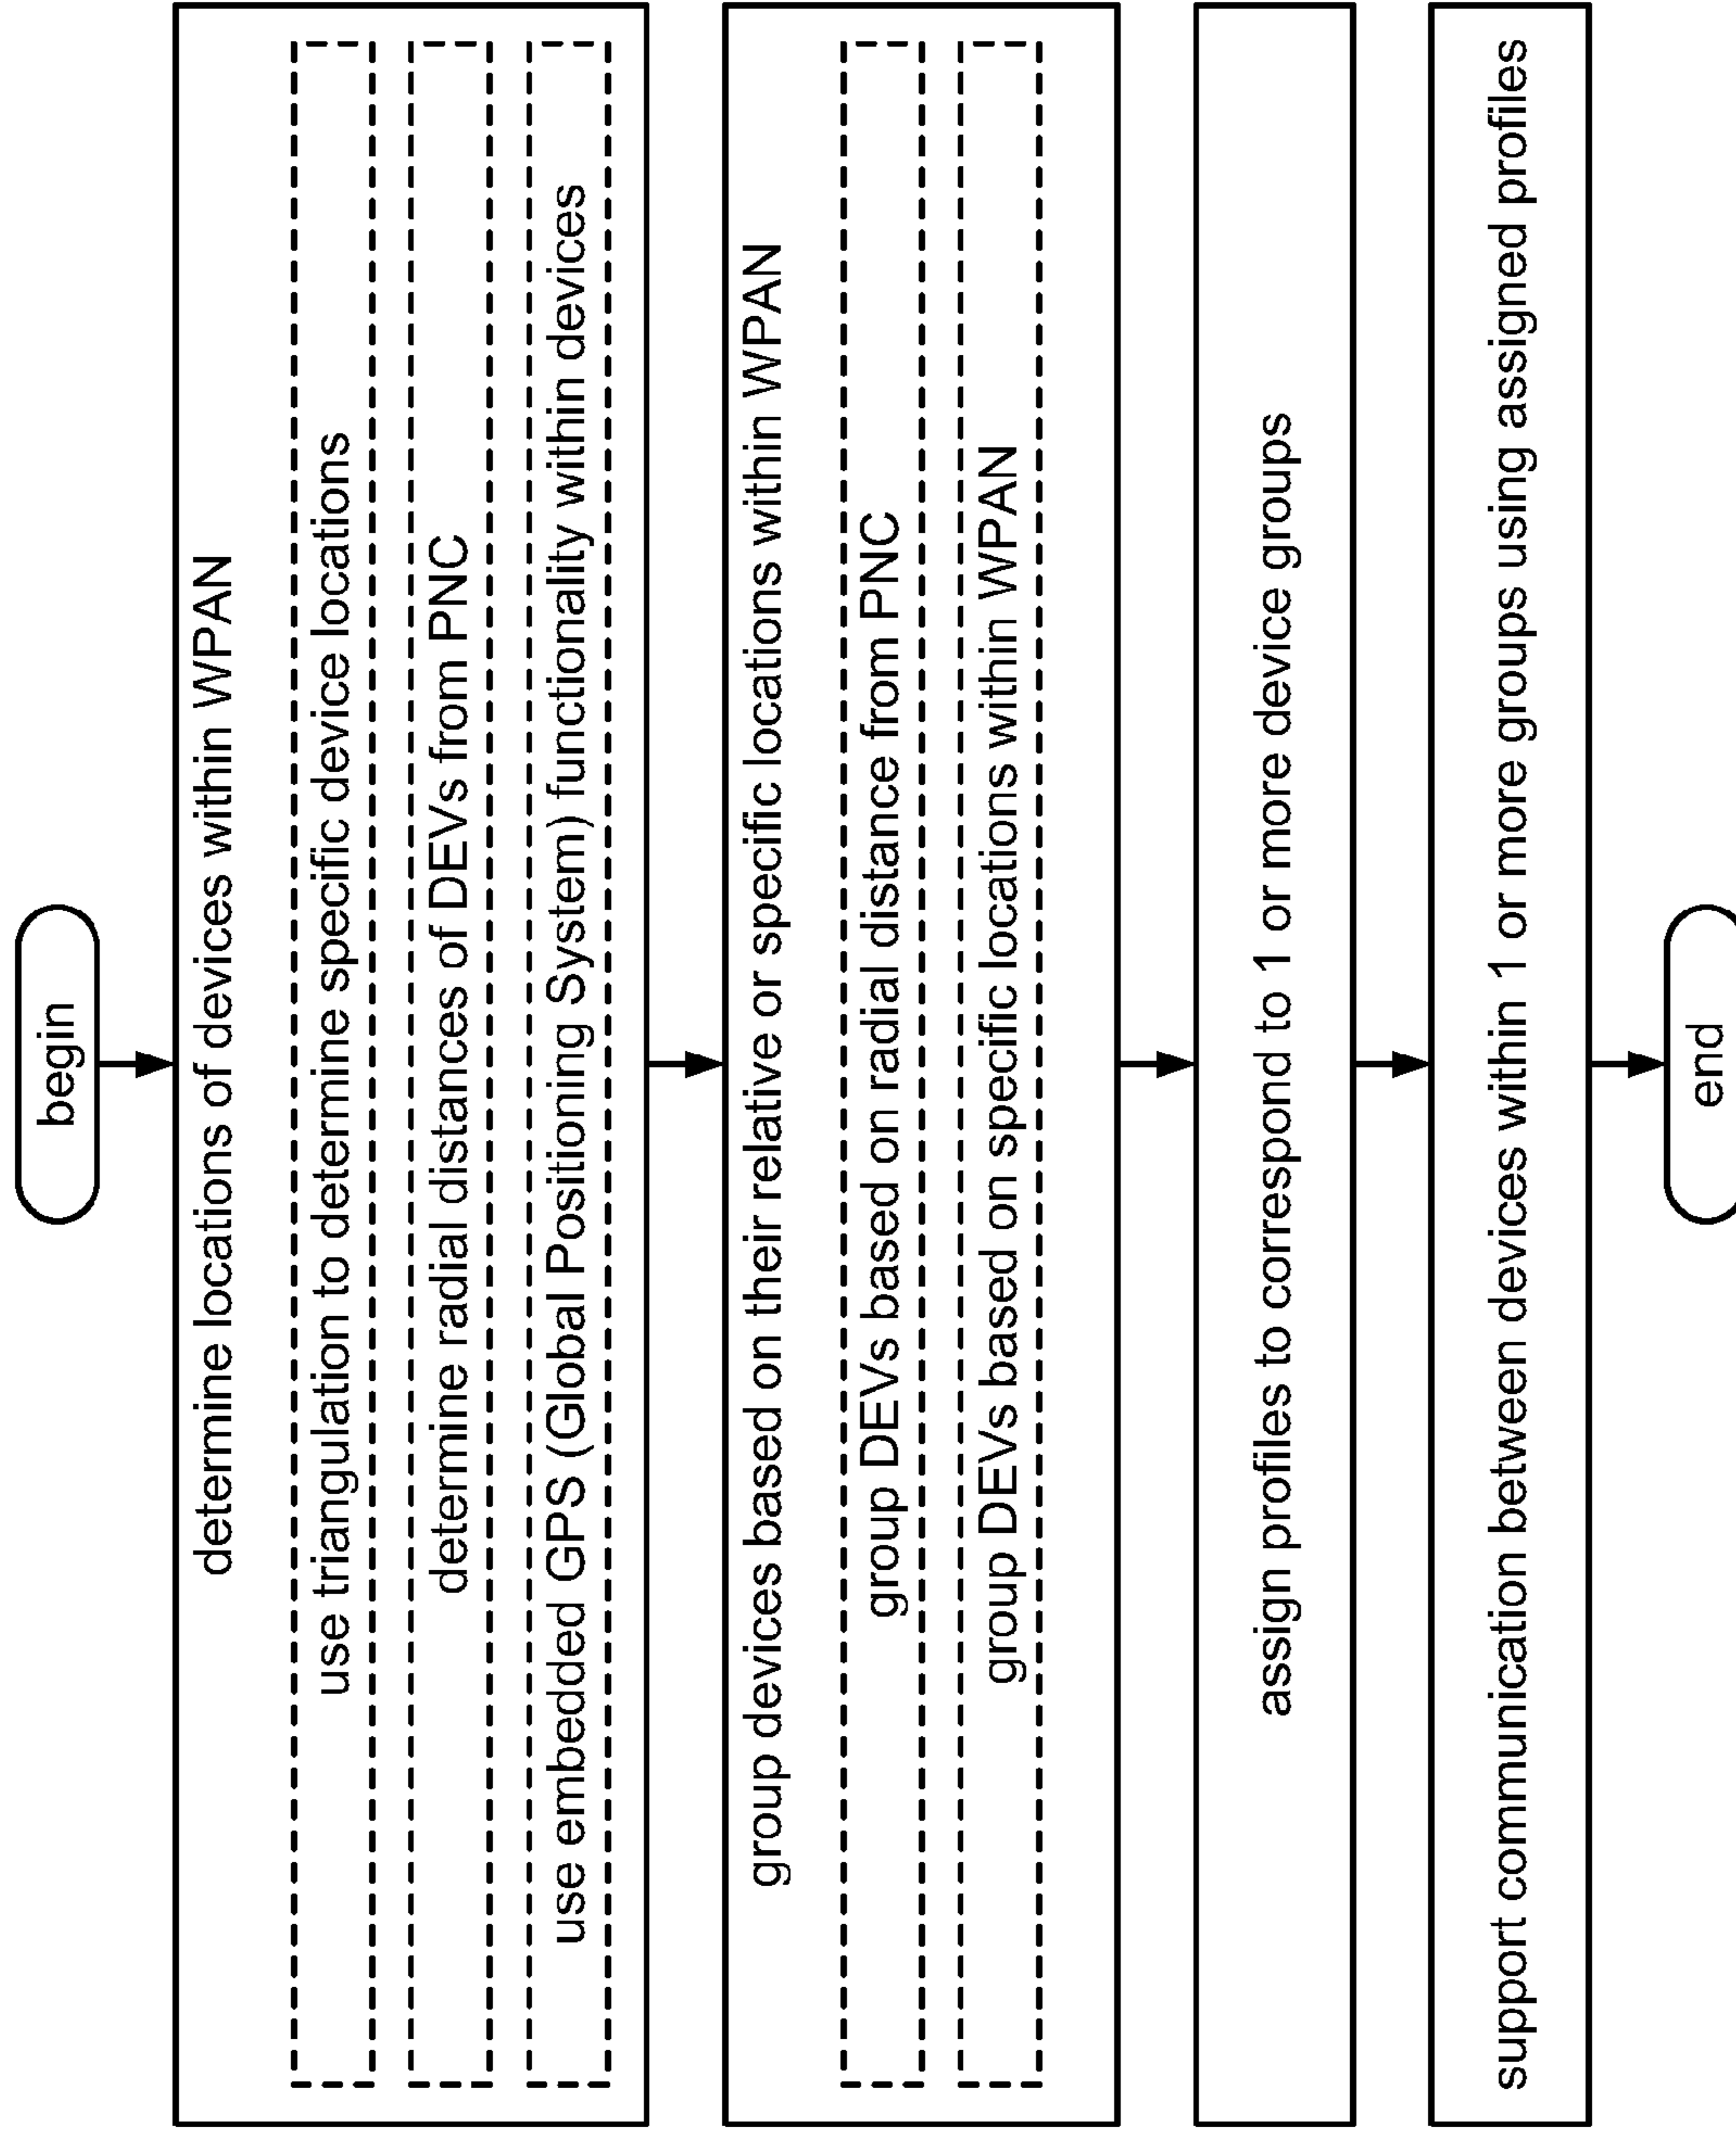 begin
determine locations of devices within WPAN
use triangulation to determine specific device locations
determine radial distances of DEVs from PNC
use embedded GPS (Global Positioning System) functionality within devices
group devices based on their relative or specific locations within WPAN
group DEVs based on radial distance from PNC
group DEVs based on specific locations within WPAN
assign profiles to correspond to 1 or more device groups
support communication between devices within 1 or more groups using assigned profiles
end